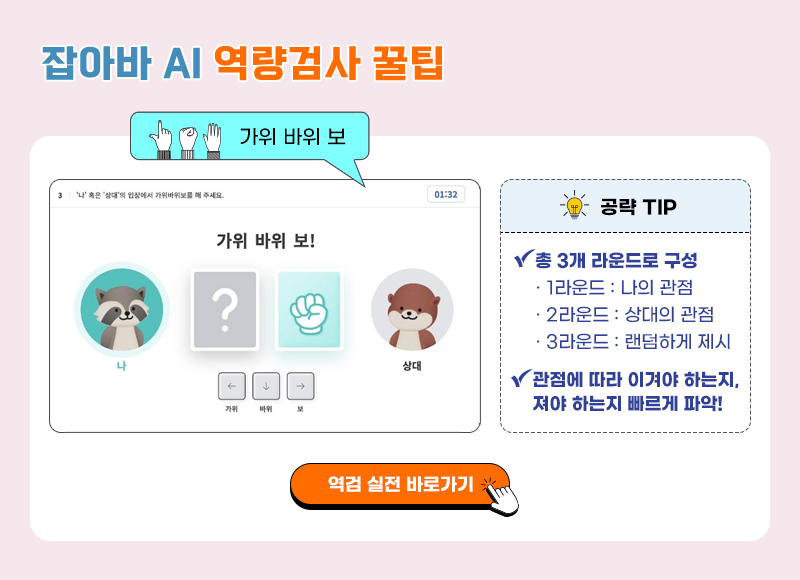 잡아바 AI 역량검사 꿀팁
가위 바위 보
3 '나' 혹은 '상대'의 입장에서 가위바위보를 해 주세요. 01:32
가위 바위 보!
?
나
상대
← ↓ →
가위 바위 보
공략 TIP
총 3개 라운드로 구성
· 1라운드 : 나의 관점
· 2라운드 : 상대의 관점
· 3라운드 : 랜덤하게 제시
관점에 따라 이겨야 하는지,
져야 하는지 빠르게 파악!
역검 실전 바로가기